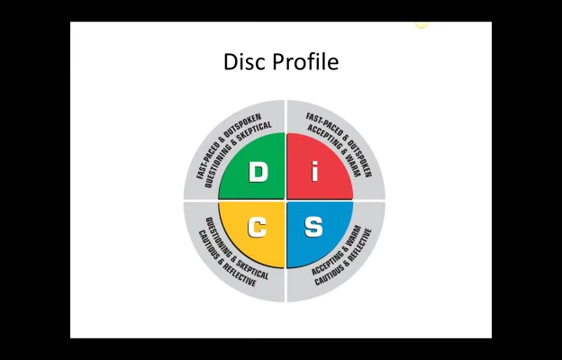 Disc Profile
FAST-PACED & OUTSPOKEN
QUESTIONING & SKEPTICAL
FAST-PACED & OUTSPOKEN
ACCEPTING & WARM
D
i
C
S
QUESTIONING & SKEPTICAL
CAUTIOUS & REFLECTIVE
ACCEPTING & WARM
CAUTIOUS & REFLECTIVE